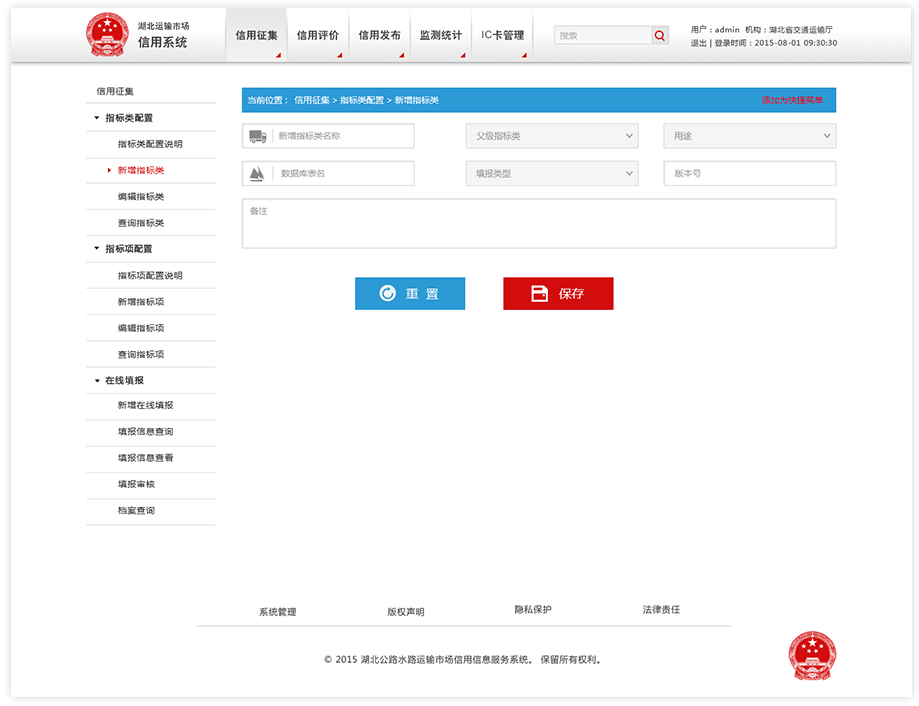 湖北运输市场
信用系统
信用征集
信用评价
信用发布
监测统计
IC卡管理
搜索
用户：admin 机构：湖北省交通运输厅
退出 | 登录时间：2015-08-01 09:30:30
信用征集
指标类配置
指标类配置说明
新增指标类
编辑指标类
查询指标类
指标项配置
指标项配置说明
新增指标项
编辑指标项
查询指标项
在线填报
新增在线填报
填报信息查询
填报信息查看
填报审核
档案查询
当前位置： 信用征集 > 指标类配置 > 新增指标类
添加为快捷菜单
新增指标类名称
父级指标类
用途
数据库表名
填报类型
版本号
备注
重 置
保存
系统管理
版权声明
隐私保护
法律责任
© 2015 湖北公路水路运输市场信用信息服务系统。 保留所有权利。